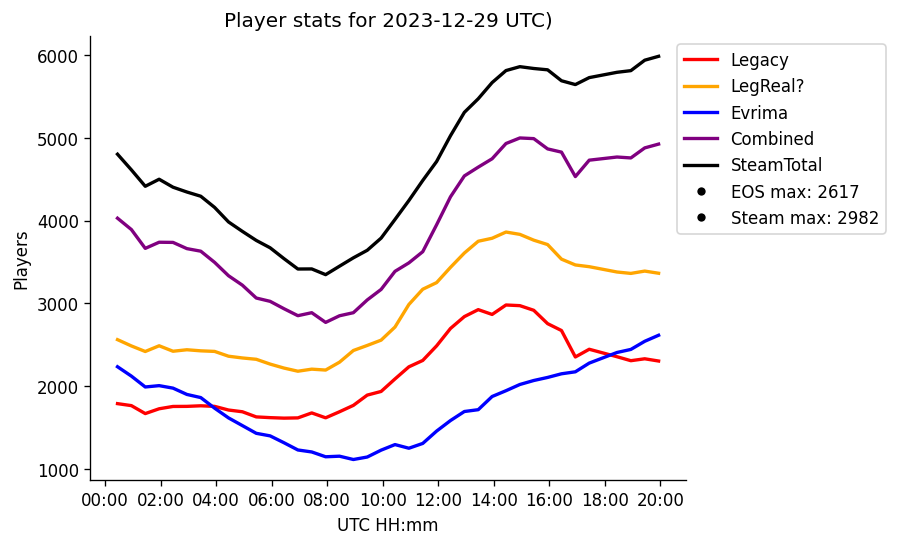 Player stats for 2023-12-29 UTC)
Players
6000
5000
4000
3000
2000
1000
00:00 02:00 04:00 06:00 08:00 10:00 12:00 14:00 16:00 18:00 20:00
UTC HH:mm
Legacy
LegReal?
Evrima
Combined
SteamTotal
EOS max: 2617
Steam max: 2982